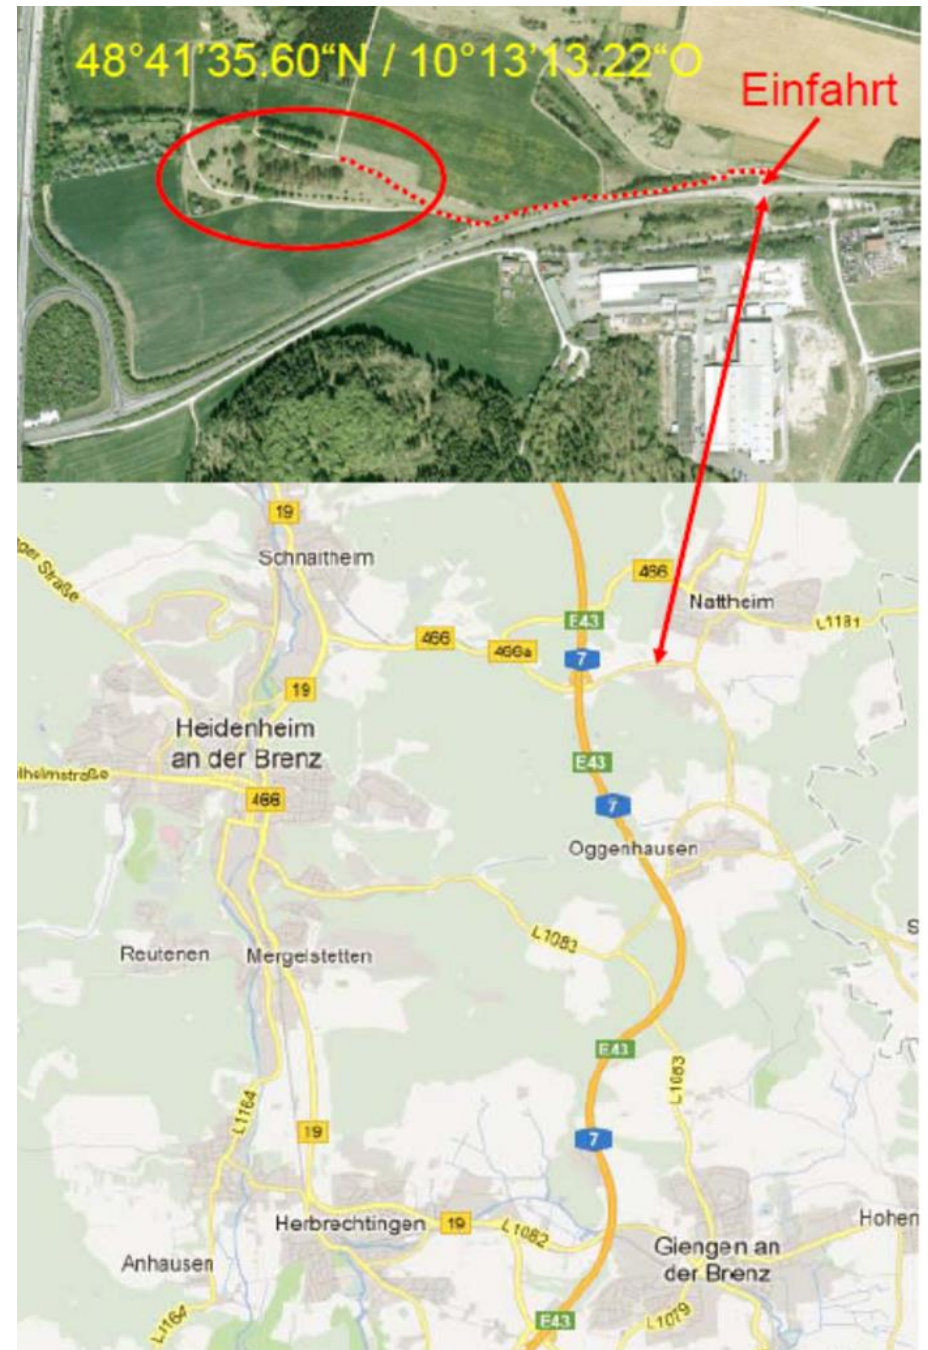 48°41'35.60“N / 10°13'13.22“O
Einfahrt
19
Schnaitheim
466
Nattheim
E43
L1181
466
466a
7
19
Heidenheim
an der Brenz
E43
466
7
Oggenhausen
L1083
Reutenen
Mergelstetten
E43
L1083
L1164
19
7
Herbrechtingen
19
L1082
Hohen
Giengen an
der Brenz
Anhausen
L1164
E43
L1079